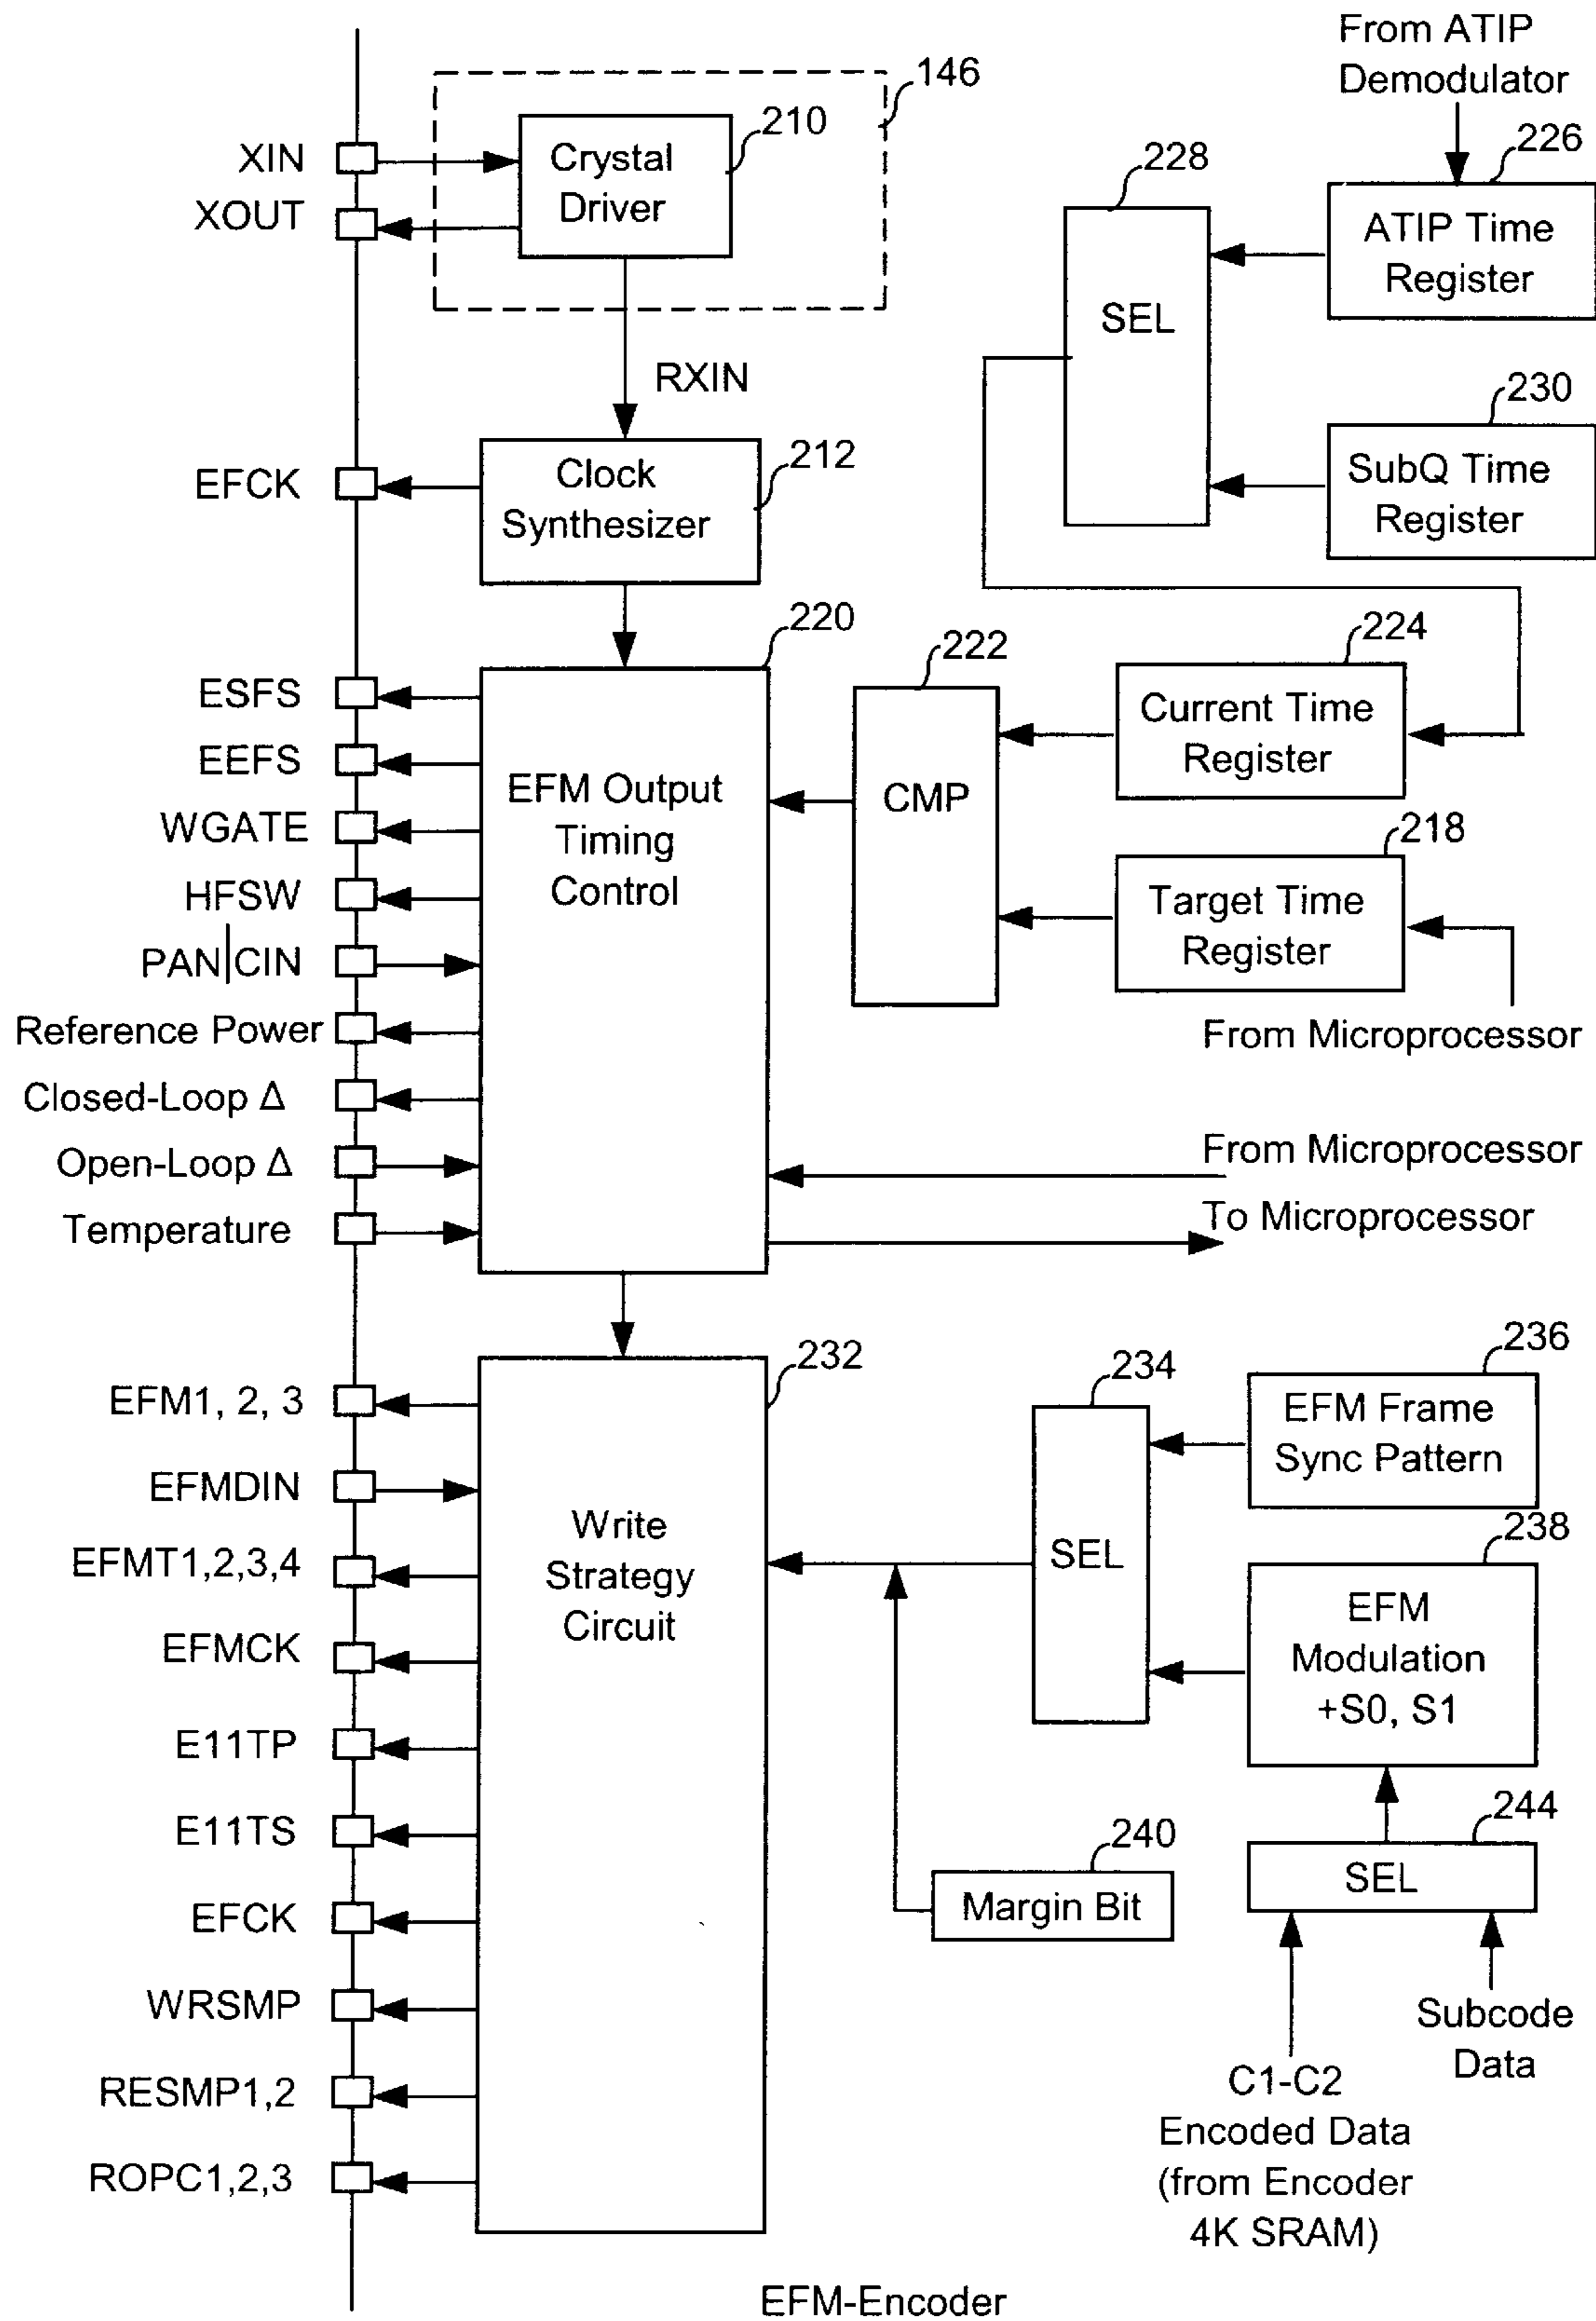 From ATIP
Demodulator
146
210
XIN
Crystal
Driver
XOUT
228
226
ATIP Time
Register
SEL
RXIN
230
SubQ Time
Register
212
EFCK
Clock
Synthesizer
220
222
224
ESFS
Current Time
Register
EEFS
EFM Output
Timing
Control
CMP
WGATE
218
HFSW
Target Time
Register
PAN|CIN
Reference Power
From Microprocessor
Closed-Loop Δ
Open-Loop Δ
From Microprocessor
Temperature
To Microprocessor
232
234
236
EFM1, 2, 3
EFM Frame
Sync Pattern
EFMDIN
Write
Strategy
Circuit
238
EFMT1,2,3,4
SEL
EFM
Modulation
+S0, S1
EFMCK
E11TP
244
E11TS
240
SEL
EFCK
Margin Bit
WRSMP
Subcode
Data
RESMP1,2
C1-C2
Encoded Data
(from Encoder
4K SRAM)
ROPC1,2,3
EFM-Encoder